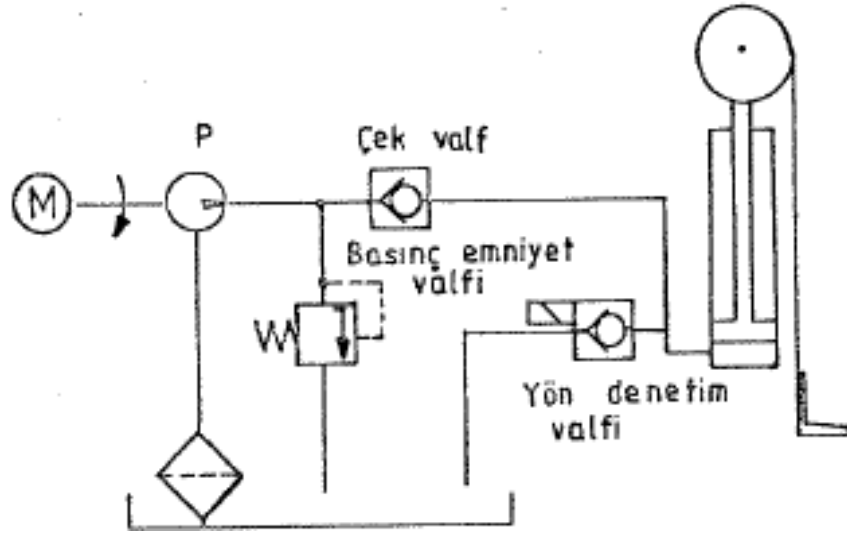 P
Çek valf
M
Basınç emniyet
valfi
Yön denetim
valfi